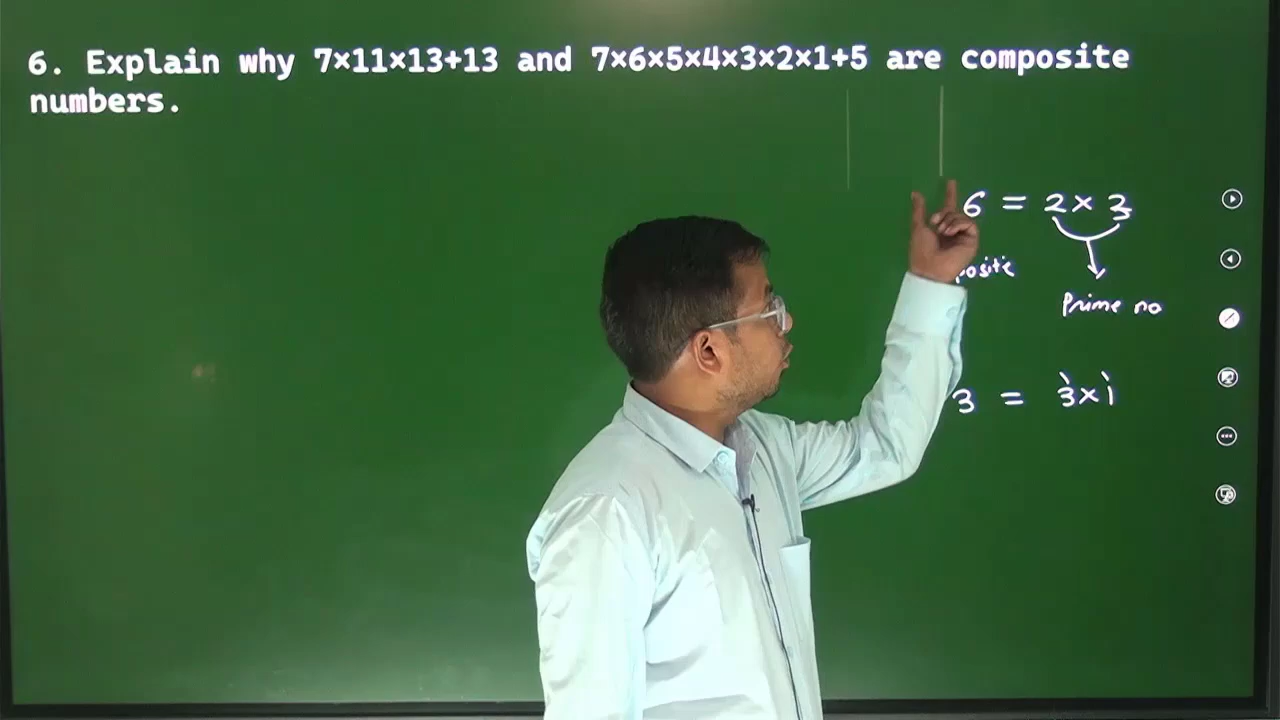 6. Explain why 7×11×13+13 and 7×6×5×4×3×2×1+5 are composite
numbers.
6 = 2 × 3
posite
Prime no
3 = 3×1